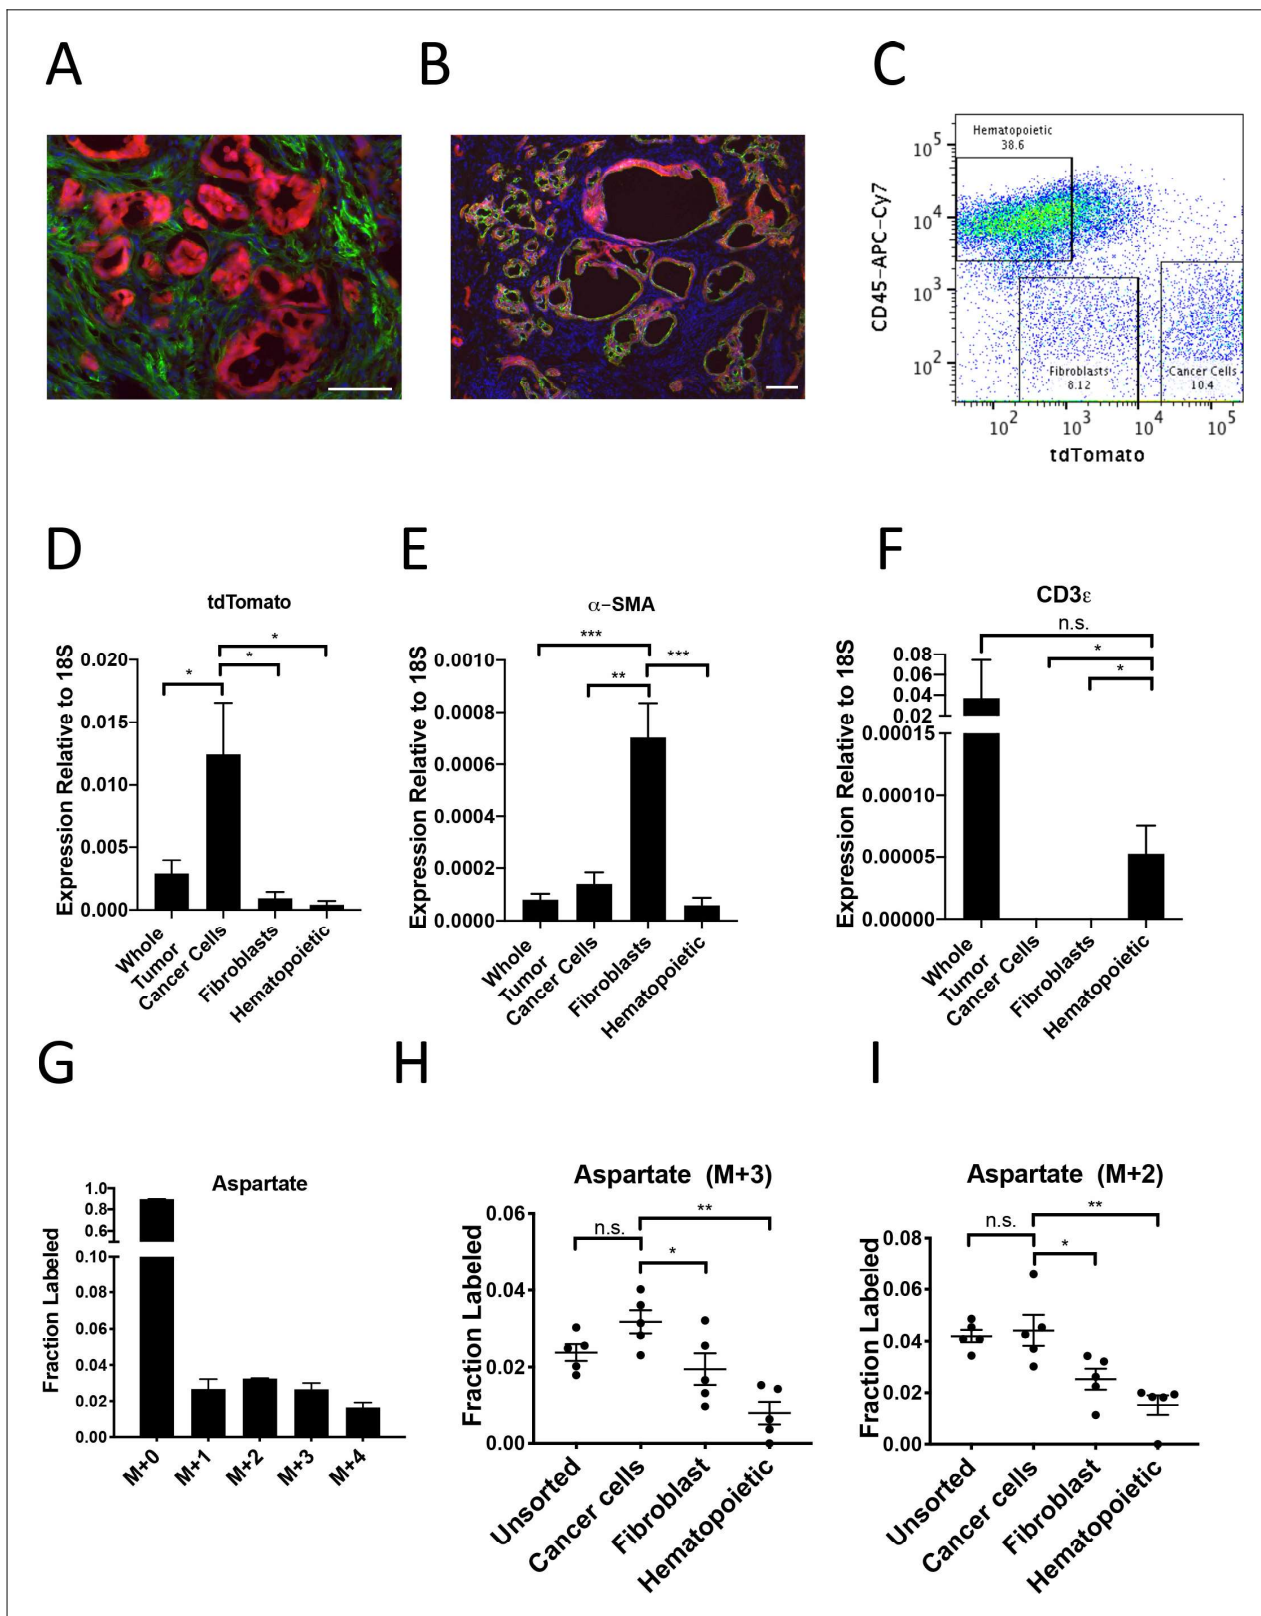 A
B
C
Hematopoietic
38.6
10^5
10^4
10^3
10^2
CD45-APC-Cy7
Fibroblasts
8.12
Cancer Cells
10.4
10^2
10^3
10^4
10^5
tdTomato
D
E
F
tdTomato
*
*
*
Expression Relative to 18S
0.020
0.015
0.010
0.005
0.000
Whole
Tumor
Cancer Cells
Fibroblasts
Hematopoietic
α-SMA
***
***
**
Expression Relative to 18S
0.0010
0.0008
0.0006
0.0004
0.0002
0.0000
Whole
Tumor
Cancer Cells
Fibroblasts
Hematopoietic
CD3ε
n.s.
*
*
Expression Relative to 18S
0.08
0.06
0.04
0.02
0.00015
0.00010
0.00005
0.00000
Whole
Tumor
Cancer Cells
Fibroblasts
Hematopoietic
G
H
I
Aspartate
Fraction Labeled
1.0
0.8
0.6
0.10
0.08
0.06
0.04
0.02
0.00
M+0
M+1
M+2
M+3
M+4
Aspartate (M+3)
n.s.
**
*
Fraction Labeled
0.06
0.04
0.02
0.00
Unsorted
Cancer cells
Fibroblast
Hematopoietic
Aspartate (M+2)
n.s.
**
*
Fraction Labeled
0.08
0.06
0.04
0.02
0.00
Unsorted
Cancer cells
Fibroblast
Hematopoietic